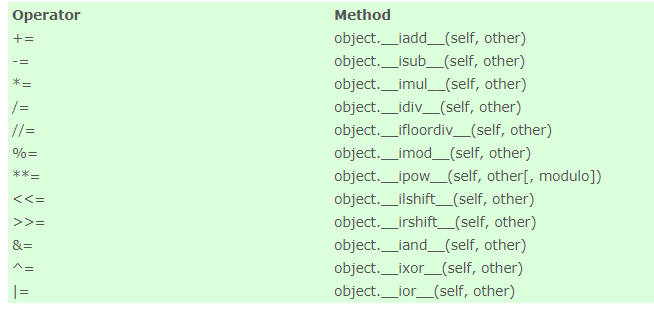 Operator Method
+= object.__iadd__(self, other)
-= object.__isub__(self, other)
*= object.__imul__(self, other)
/= object.__idiv__(self, other)
//= object.__ifloordiv__(self, other)
%= object.__imod__(self, other)
**= object.__ipow__(self, other[, modulo])
<<= object.__ilshift__(self, other)
>>= object.__irshift__(self, other)
&= object.__iand__(self, other)
^= object.__ixor__(self, other)
|= object.__ior__(self, other)